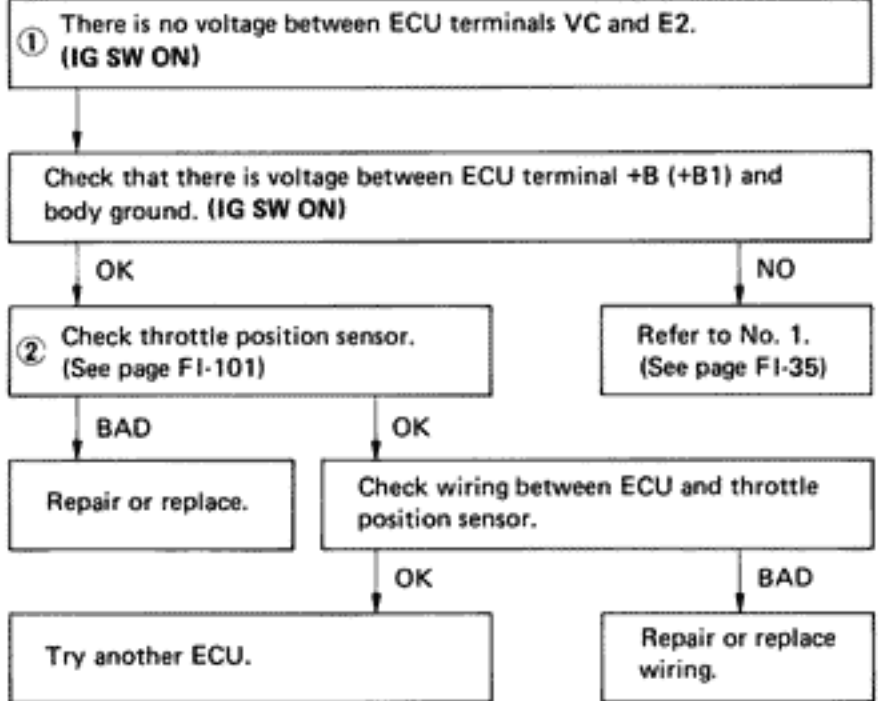 ① There is no voltage between ECU terminals VC and E2.
(IG SW ON)
Check that there is voltage between ECU terminal +B (+B1) and
body ground. (IG SW ON)
OK
NO
② Check throttle position sensor.
(See page FI-101)
Refer to No. 1.
(See page FI-35)
BAD
OK
Repair or replace.
Check wiring between ECU and throttle
position sensor.
OK
BAD
Try another ECU.
Repair or replace
wiring.